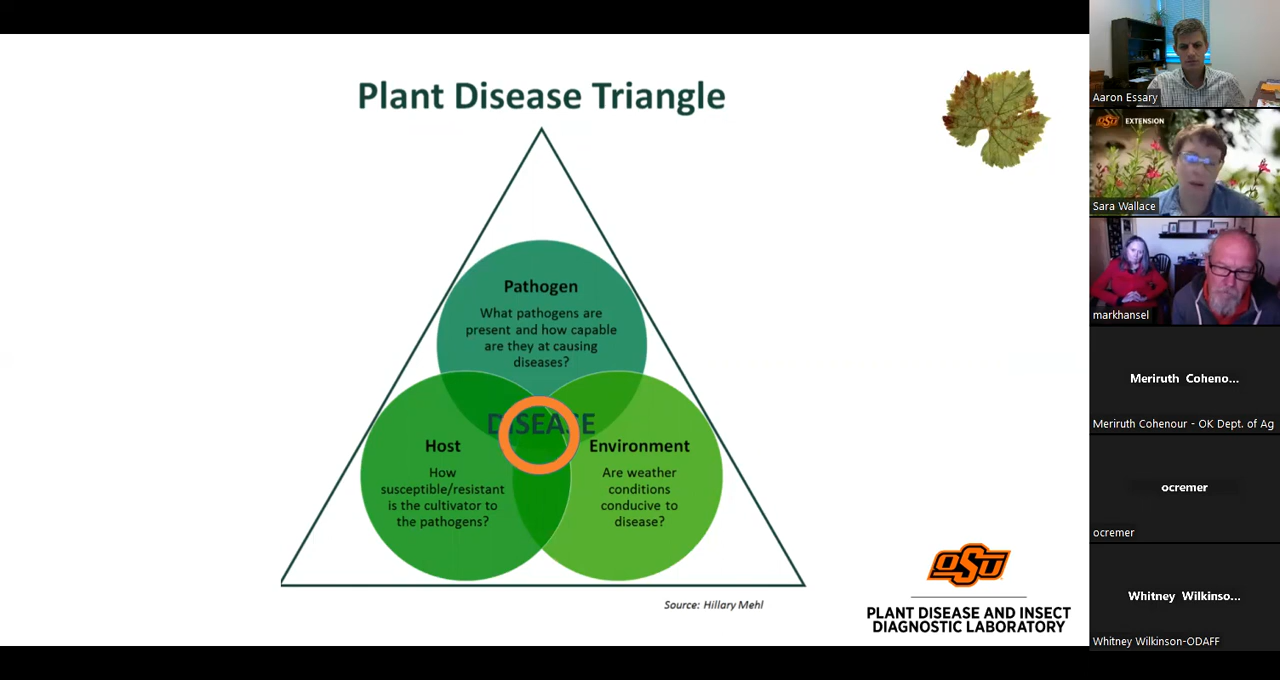 Plant Disease Triangle
Pathogen
What pathogens are
present and how capable
are they at causing
diseases?
DISEASE
Host
How
susceptible/resistant
is the cultivator to
the pathogens?
Environment
Are weather
conditions
conducive to
disease?
Source: Hillary Mehl
OSU
PLANT DISEASE AND INSECT
DIAGNOSTIC LABORATORY
Aaron Essary
OSU EXTENSION
Sara Wallace
markhansel
Meriruth Coheno...
Meriruth Cohenour - OK Dept. of Ag
ocremer
ocremer
Whitney Wilkinso...
Whitney Wilkinson-ODAFF